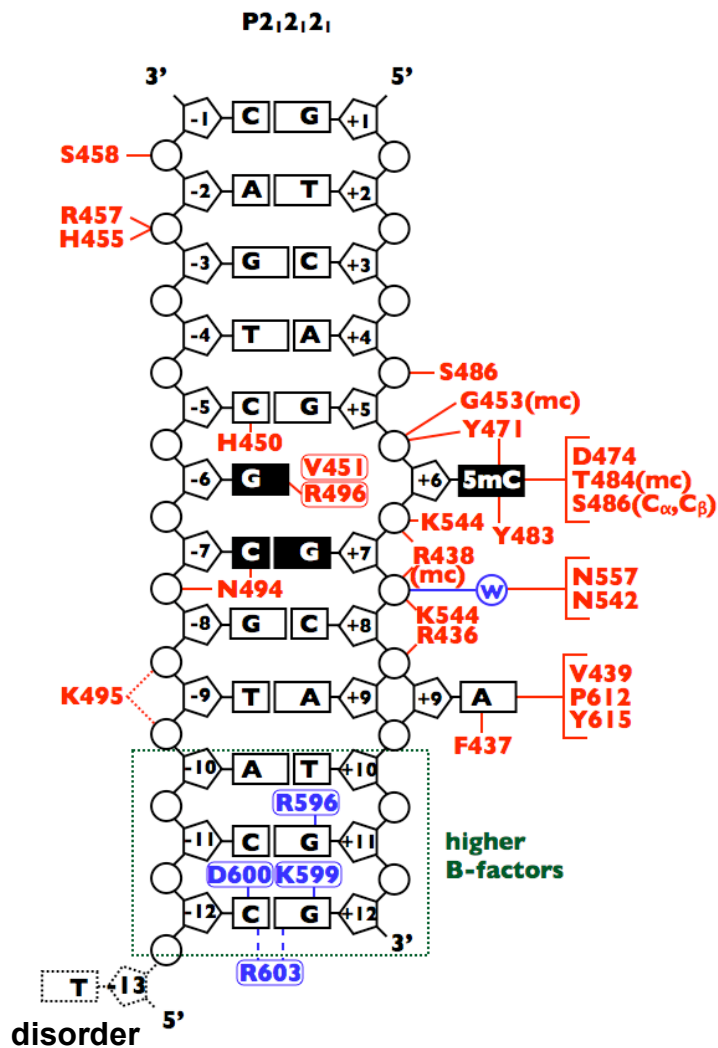 P2₁2₁2₁
3’ 5’
-1 C G +1
S458
-2 A T +2
R457
H455
-3 G C +3
-4 T A +4
S486
-5 C G +5
G453(mc)
H450
Y471
-6 G V451
R496
+6 5mC
D474
T484(mc)
S486(Cα,Cβ)
Y483
K544
-7 C G +7
R438
(mc)
N494
W
N557
N542
K544
-8 G C +8
R436
K495
-9 T A +9
+9 A
V439
P612
Y615
F437
-10 A T +10
R596
-11 C G +11
higher
B-factors
D600 K599
-12 C G +12
3’
R603
T -13
5’
disorder